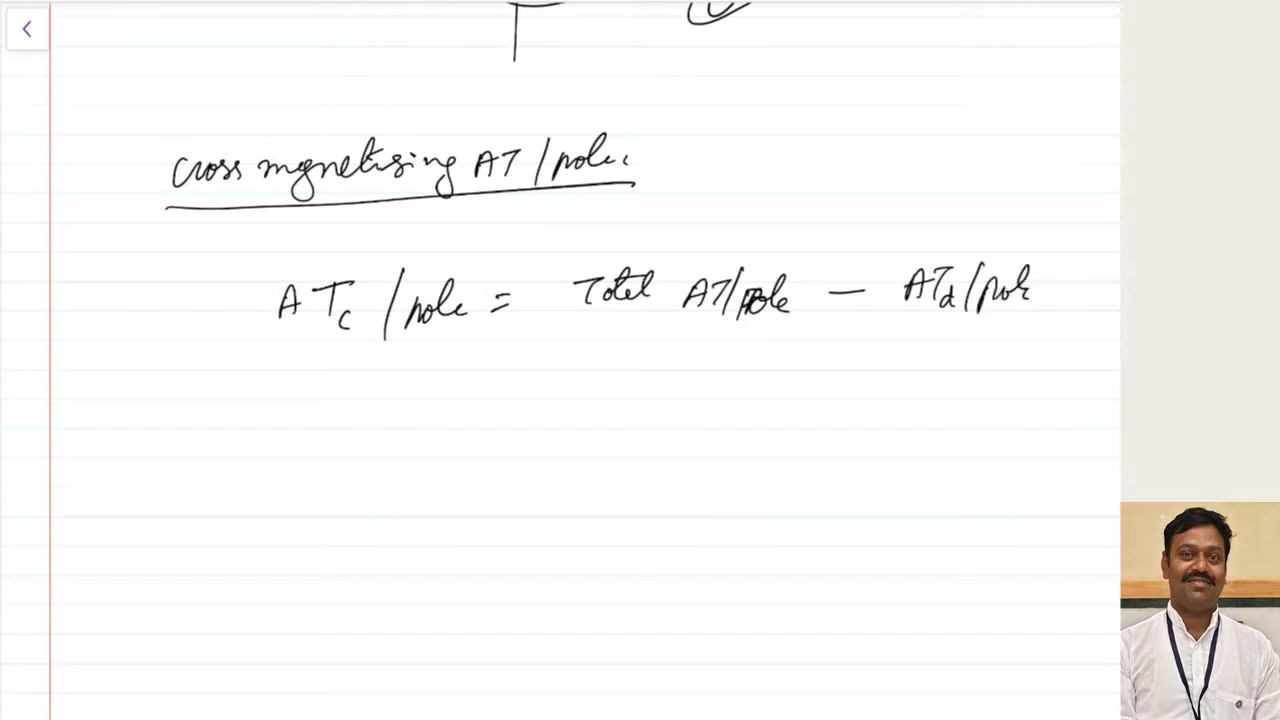 Cross magnetising AT/pole.
ATc/pole = Total AT/pole - ATd/pole